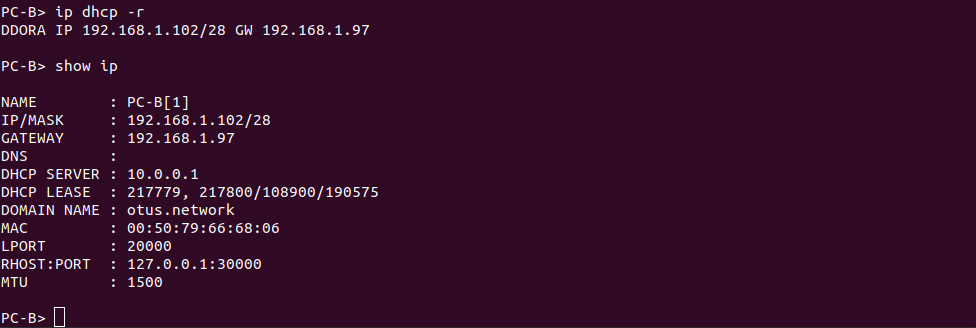 PC-B> ip dhcp -r
DDORA IP 192.168.1.102/28 GW 192.168.1.97
PC-B> show ip
NAME        : PC-B[1]
IP/MASK     : 192.168.1.102/28
GATEWAY     : 192.168.1.97
DNS         :
DHCP SERVER : 10.0.0.1
DHCP LEASE  : 217779, 217800/108900/190575
DOMAIN NAME : otus.network
MAC         : 00:50:79:66:68:06
LPORT       : 20000
RHOST:PORT  : 127.0.0.1:30000
MTU         : 1500
PC-B>